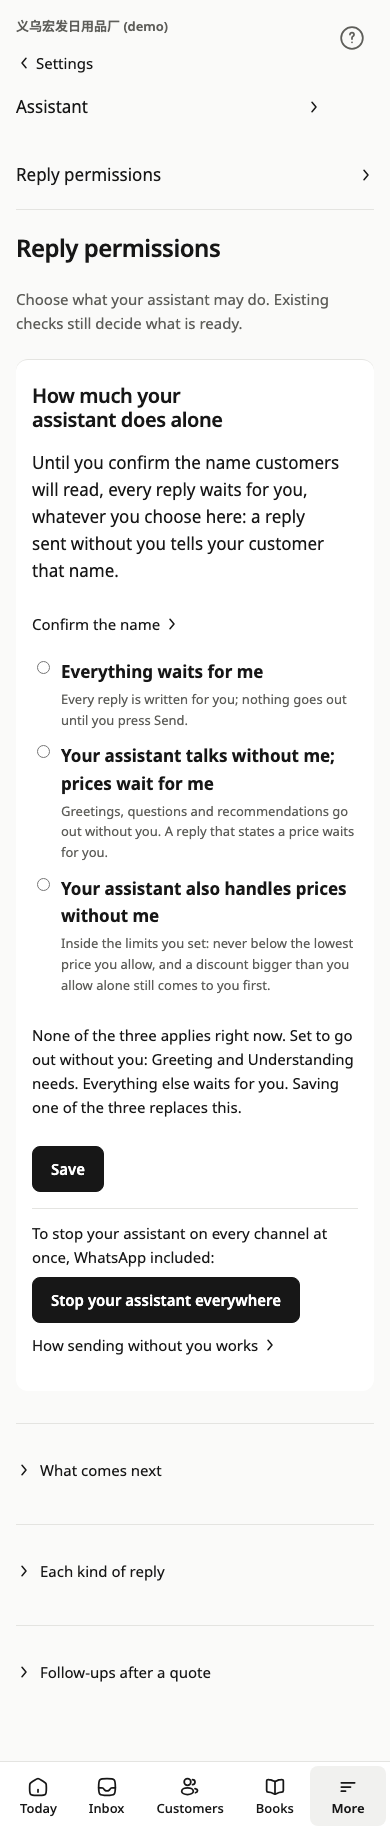 义乌宏发日用品厂 (demo)
Settings
Assistant
Reply permissions
Reply permissions
Choose what your assistant may do. Existing
checks still decide what is ready.
How much your
assistant does alone
Until you confirm the name customers
will read, every reply waits for you,
whatever you choose here: a reply
sent without you tells your customer
that name.
Confirm the name
Everything waits for me
Every reply is written for you; nothing goes out
until you press Send.
Your assistant talks without me;
prices wait for me
Greetings, questions and recommendations go
out without you. A reply that states a price waits
for you.
Your assistant also handles prices
without me
Inside the limits you set: never below the lowest
price you allow, and a discount bigger than you
allow alone still comes to you first.
None of the three applies right now. Set to go
out without you: Greeting and Understanding
needs. Everything else waits for you. Saving
one of the three replaces this.
Save
To stop your assistant on every channel at
once, WhatsApp included:
Stop your assistant everywhere
How sending without you works
What comes next
Each kind of reply
Follow-ups after a quote
Today Inbox Customers Books More